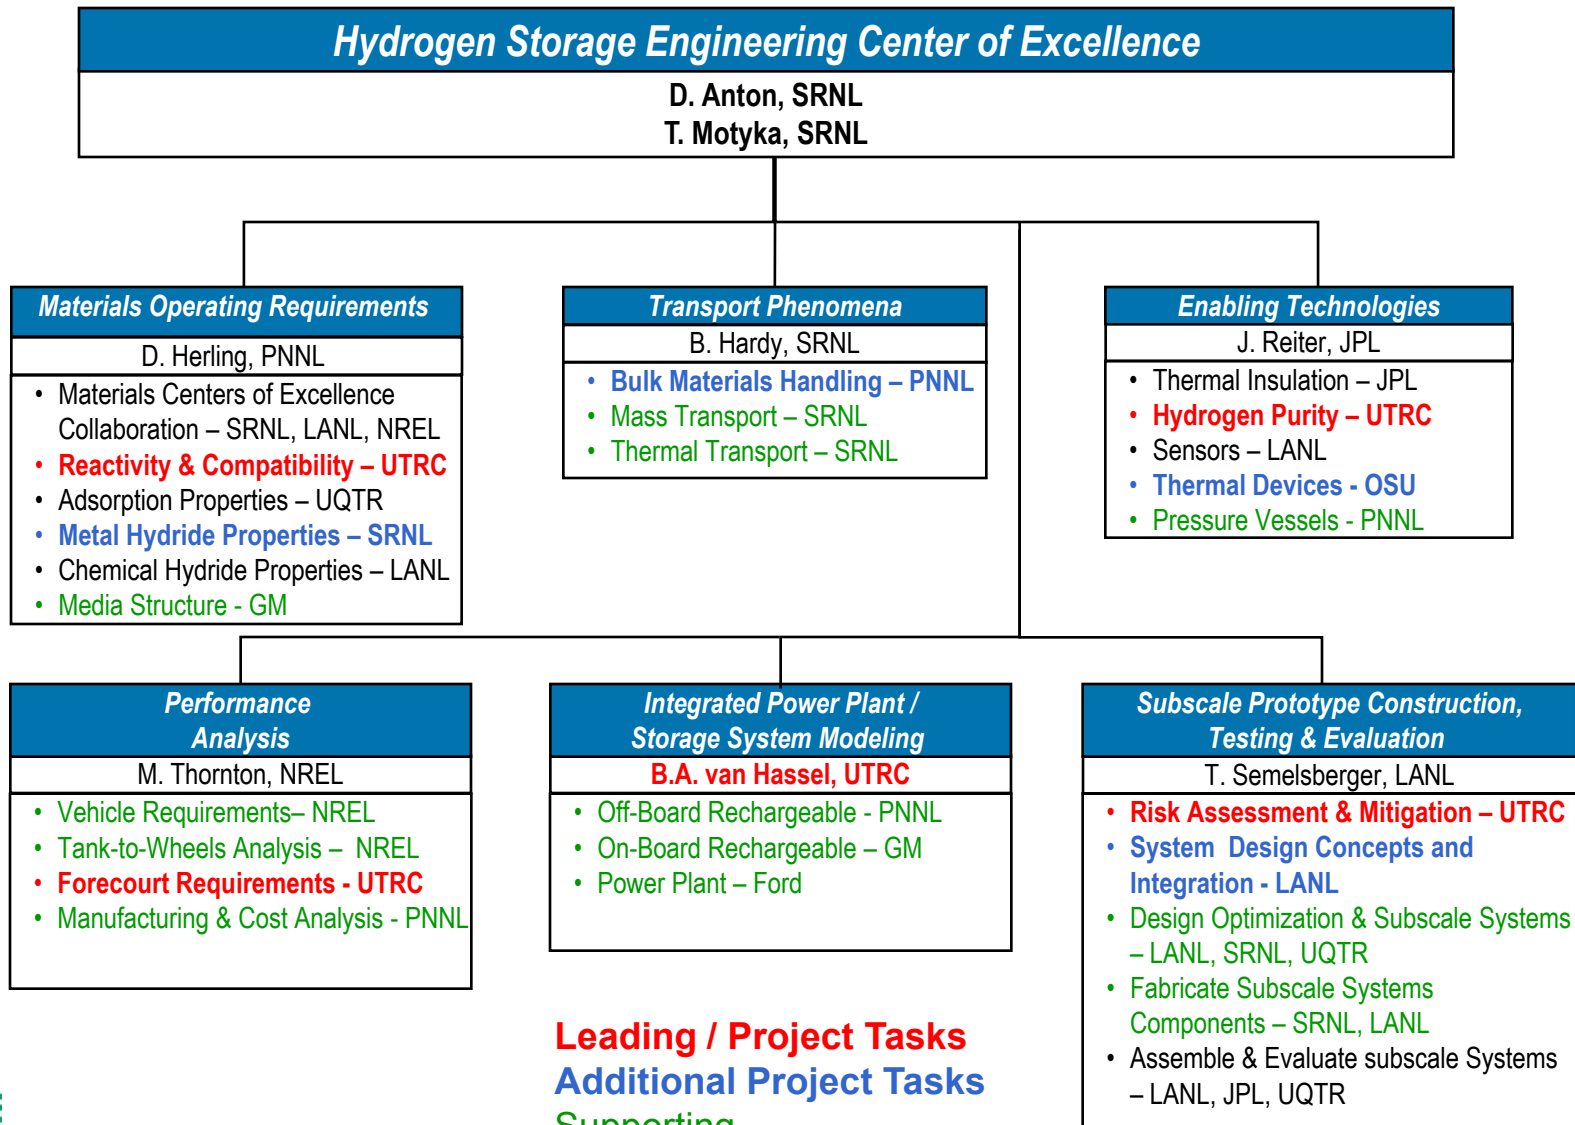 Hydrogen Storage Engineering Center of Excellence
D. Anton, SRNL
T. Motyka, SRNL
Materials Operating Requirements
D. Herling, PNNL
• Materials Centers of Excellence
Collaboration – SRNL, LANL, NREL
• Reactivity & Compatibility – UTRC
• Adsorption Properties – UQTR
• Metal Hydride Properties – SRNL
• Chemical Hydride Properties – LANL
• Media Structure - GM
Transport Phenomena
B. Hardy, SRNL
• Bulk Materials Handling – PNNL
• Mass Transport – SRNL
• Thermal Transport – SRNL
Enabling Technologies
J. Reiter, JPL
• Thermal Insulation – JPL
• Hydrogen Purity – UTRC
• Sensors – LANL
• Thermal Devices - OSU
• Pressure Vessels - PNNL
Performance
Analysis
M. Thornton, NREL
• Vehicle Requirements– NREL
• Tank-to-Wheels Analysis – NREL
• Forecourt Requirements - UTRC
• Manufacturing & Cost Analysis - PNNL
Integrated Power Plant /
Storage System Modeling
B.A. van Hassel, UTRC
• Off-Board Rechargeable - PNNL
• On-Board Rechargeable – GM
• Power Plant – Ford
Subscale Prototype Construction,
Testing & Evaluation
T. Semelsberger, LANL
• Risk Assessment & Mitigation – UTRC
• System Design Concepts and
Integration - LANL
• Design Optimization & Subscale Systems
– LANL, SRNL, UQTR
• Fabricate Subscale Systems
Components – SRNL, LANL
• Assemble & Evaluate subscale Systems
– LANL, JPL, UQTR
Leading / Project Tasks
Additional Project Tasks
Supporting